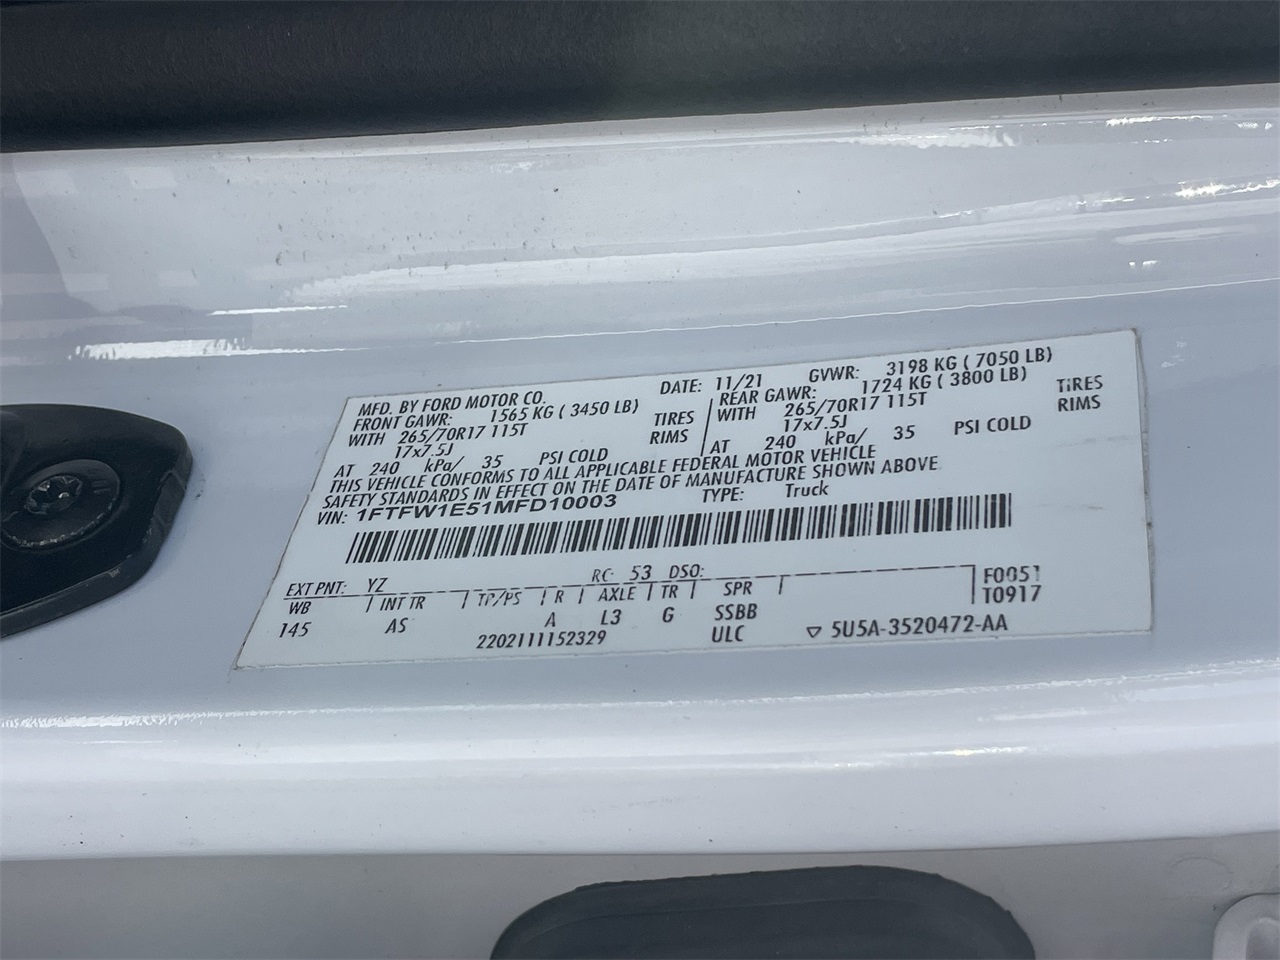 MFD. BY FORD MOTOR CO. DATE: 11/21 GVWR: 3198 KG ( 7050 LB)
FRONT GAWR: 1565 KG ( 3450 LB) REAR GAWR: 1724 KG ( 3800 LB)
WITH 265/70R17 115T TIRES WITH 265/70R17 115T TIRES
17x7.5J RIMS 17x7.5J RIMS
AT 240 kPa/ 35 PSI COLD AT 240 kPa/ 35 PSI COLD
THIS VEHICLE CONFORMS TO ALL APPLICABLE FEDERAL MOTOR VEHICLE
SAFETY STANDARDS IN EFFECT ON THE DATE OF MANUFACTURE SHOWN ABOVE
VIN: 1FTFW1E51MFD10003 TYPE: Truck
EXT PNT: YZ RC: 53 DSO: F0051
WB INT TR TP/PS R AXLE TR SPR T0917
145 AS A L3 G SSBB
2202111152329 ULC 5U5A-3520472-AA